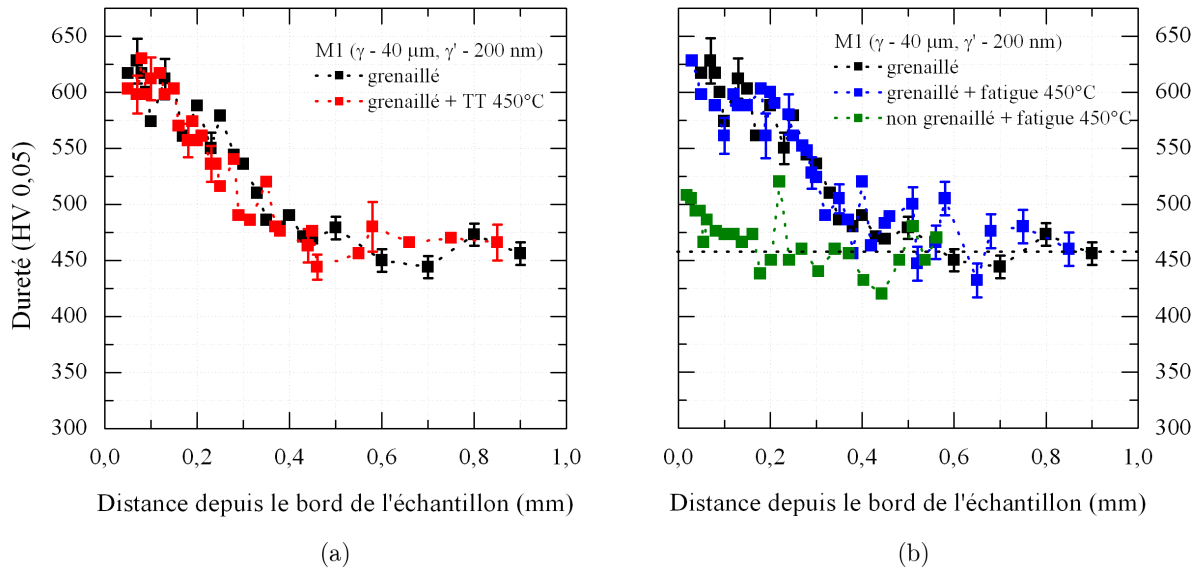 M1 (γ - 40 µm, γ' - 200 nm)
grenaillé
grenaillé + TT 450°C
Dureté (HV 0,05)
650
600
550
500
450
400
350
300
0,0 0,2 0,4 0,6 0,8 1,0
Distance depuis le bord de l'échantillon (mm)
(a)
M1 (γ - 40 µm, γ' - 200 nm)
grenaillé
grenaillé + fatigue 450°C
non grenaillé + fatigue 450°C
650
600
550
500
450
400
350
300
0,0 0,2 0,4 0,6 0,8 1,0
Distance depuis le bord de l'échantillon (mm)
(b)